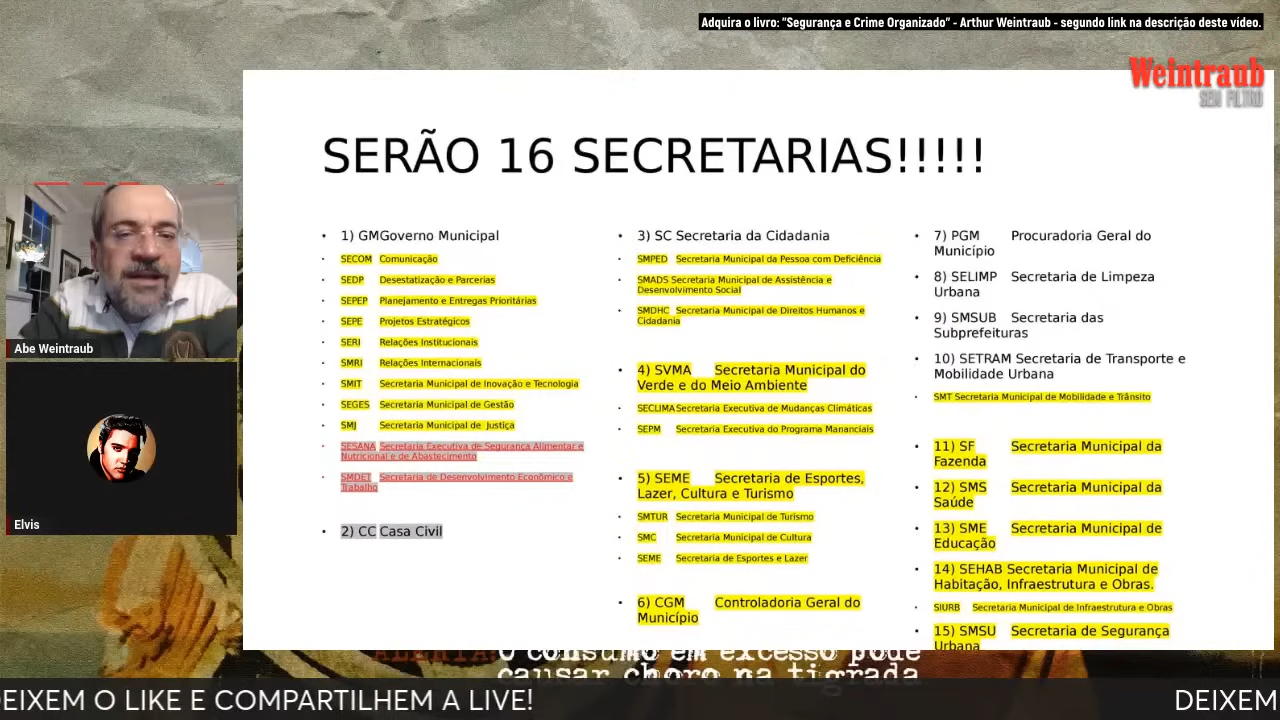 Adquira o livro: "Segurança e Crime Organizado" - Arthur Weintraub - segundo link na descrição deste vídeo.
Weintraub
SEM FILTRO
SERÃO 16 SECRETARIAS!!!!!
• 1) GMGoverno Municipal
• SECOM Comunicação
• SEDP Desestatização e Parcerias
• SEPEP Planejamento e Entregas Prioritárias
• SEPE Projetos Estratégicos
• SERI Relações Institucionais
• SMRI Relações Internacionais
• SMIT Secretaria Municipal de Inovação e Tecnologia
• SEGES Secretaria Municipal de Gestão
• SMJ Secretaria Municipal de Justiça
• SESANA Secretaria Executiva de Segurança Alimentar e
Nutricional e de Abastecimento
• SMDET Secretaria de Desenvolvimento Econômico e
Trabalho
• 2) CC Casa Civil
• 3) SC Secretaria da Cidadania
• SMPED Secretaria Municipal da Pessoa com Deficiência
• SMADS Secretaria Municipal de Assistência e
Desenvolvimento Social
• SMDHC Secretaria Municipal de Direitos Humanos e
Cidadania
• 4) SVMA Secretaria Municipal do
Verde e do Meio Ambiente
• SECLIMASecretaria Executiva de Mudanças Climáticas
• SEPM Secretaria Executiva do Programa Mananciais
• 5) SEME Secretaria de Esportes,
Lazer, Cultura e Turismo
• SMTUR Secretaria Municipal de Turismo
• SMC Secretaria Municipal de Cultura
• SEME Secretaria de Esportes e Lazer
• 6) CGM Controladoria Geral do
Município
• 7) PGM Procuradoria Geral do
Município
• 8) SELIMP Secretaria de Limpeza
Urbana
• 9) SMSUB Secretaria das
Subprefeituras
• 10) SETRAM Secretaria de Transporte e
Mobilidade Urbana
• SMT Secretaria Municipal de Mobilidade e Trânsito
• 11) SF Secretaria Municipal da
Fazenda
• 12) SMS Secretaria Municipal da
Saúde
• 13) SME Secretaria Municipal de
Educação
• 14) SEHAB Secretaria Municipal de
Habitação, Infraestrutura e Obras.
• SIURB Secretaria Municipal de Infraestrutura e Obras
• 15) SMSU Secretaria de Segurança
Urbana
Abe Weintraub
Elvis
ALERTA: O consumo em excesso pode
causar choro na tigrada
DEIXEM O LIKE E COMPARTILHEM A LIVE! DEIXEM